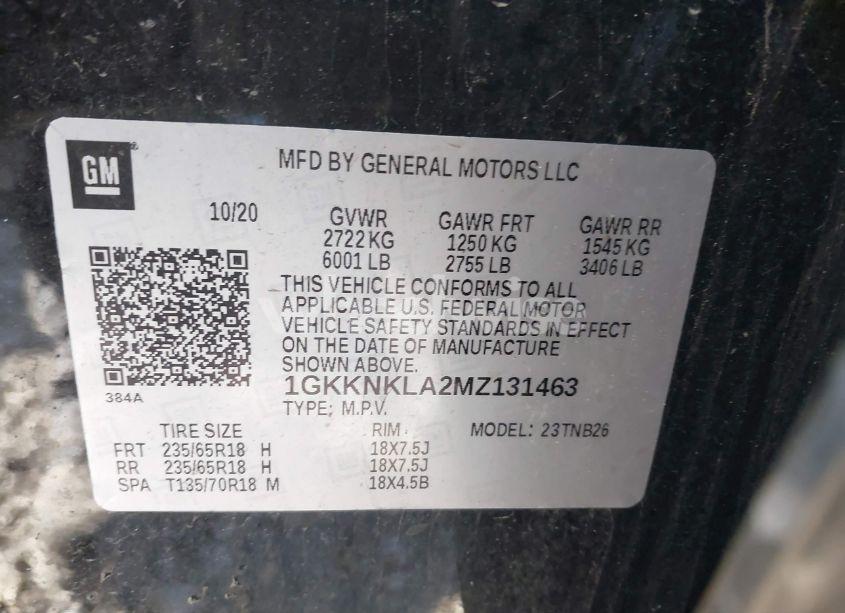 GM
MFD BY GENERAL MOTORS LLC
10/20 GVWR GAWR FRT GAWR RR
2722 KG 1250 KG 1545 KG
6001 LB 2755 LB 3406 LB
THIS VEHICLE CONFORMS TO ALL
APPLICABLE U.S. FEDERAL MOTOR
VEHICLE SAFETY STANDARDS IN EFFECT
ON THE DATE OF MANUFACTURE
SHOWN ABOVE.
384A
1GKKNKLA2MZ131463
TYPE: M.P.V.
TIRE SIZE RIM MODEL: 23TNB26
FRT 235/65R18 H 18X7.5J
RR 235/65R18 H 18X7.5J
SPA T135/70R18 M 18X4.5B